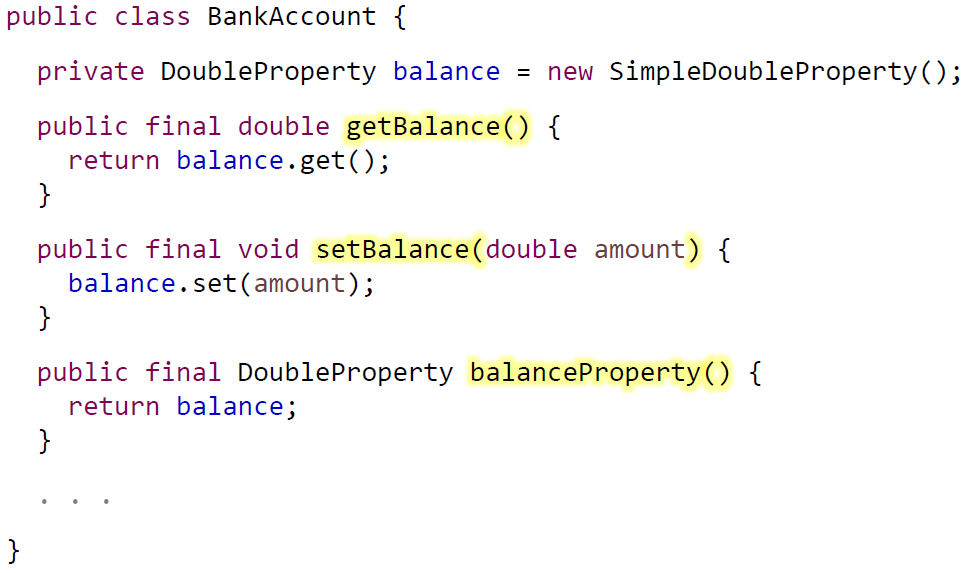 public class BankAccount {
private DoubleProperty balance = new SimpleDoubleProperty();
public final double getBalance() {
return balance.get();
}
public final void setBalance(double amount) {
balance.set(amount);
}
public final DoubleProperty balanceProperty() {
return balance;
}
. . .
}